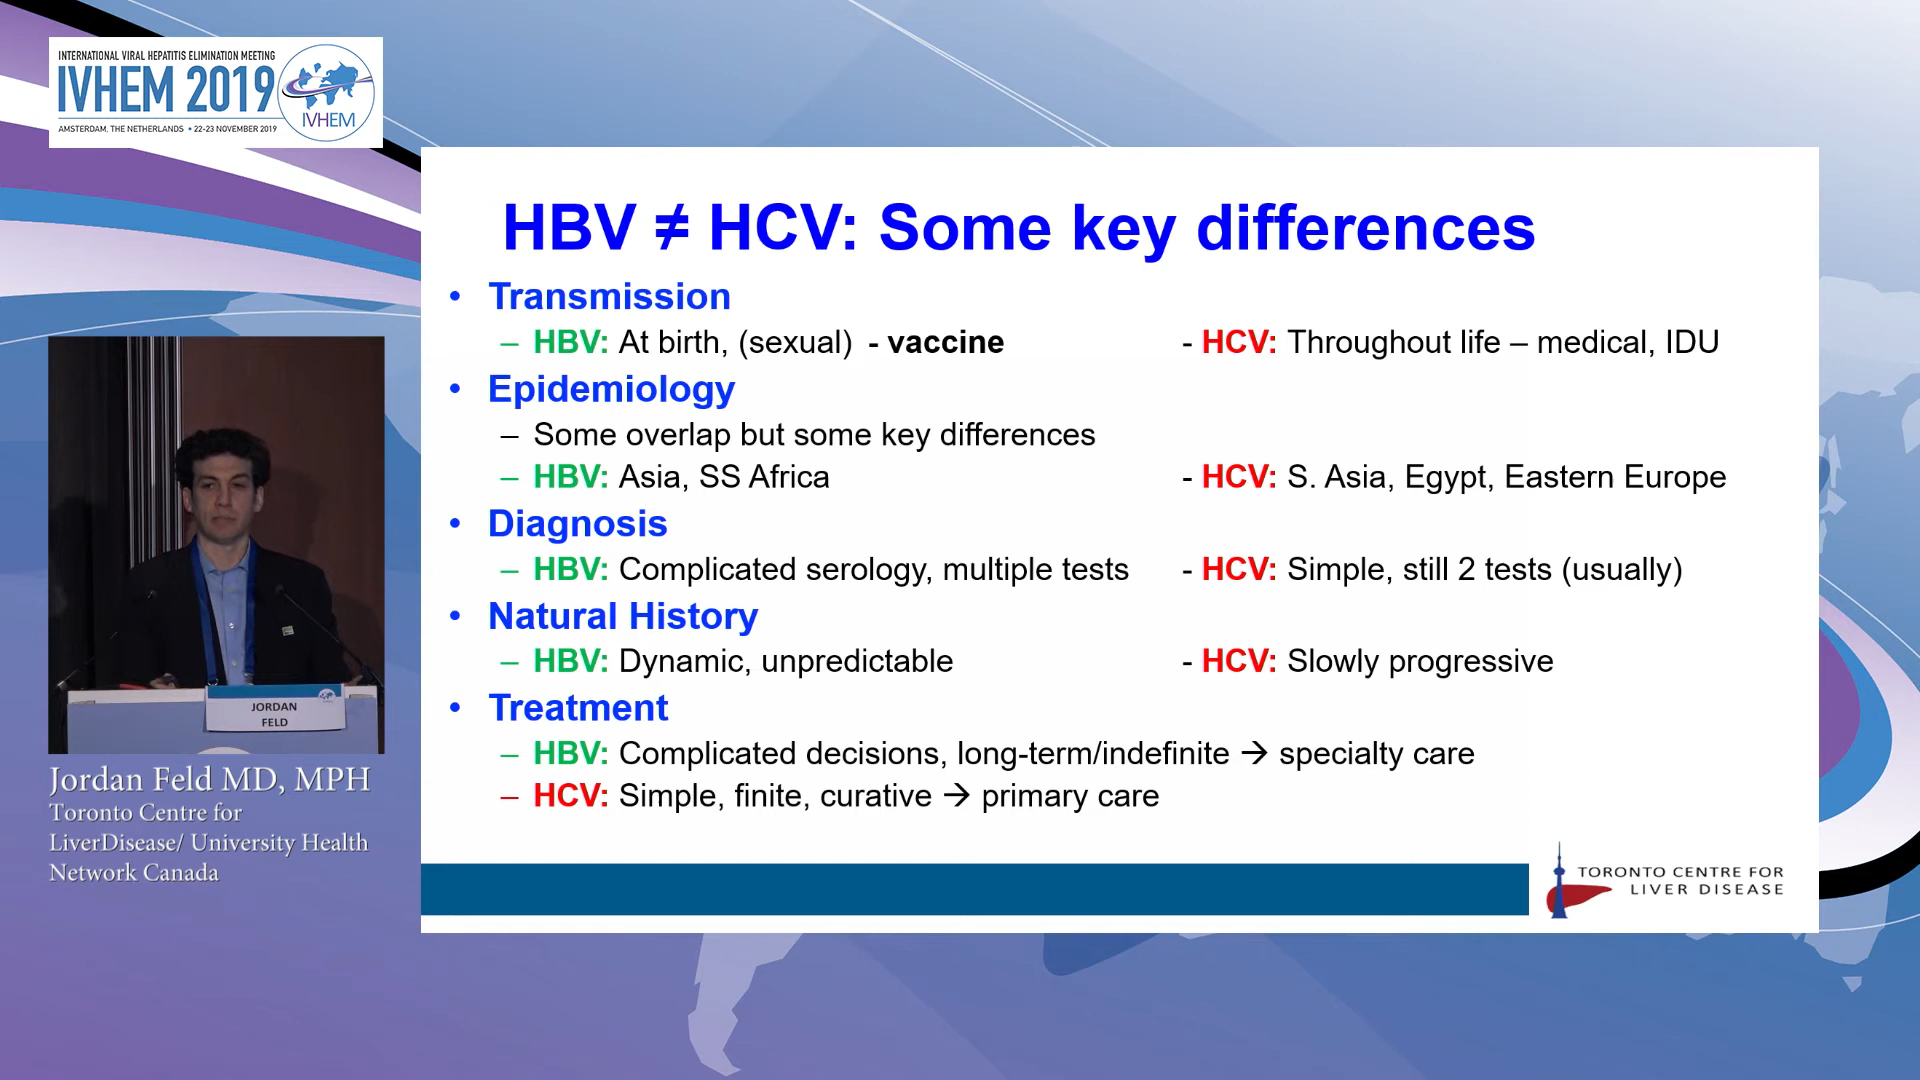 INTERNATIONAL VIRAL HEPATITIS ELIMINATION MEETING
IVHEM 2019
AMSTERDAM, THE NETHERLANDS • 22-23 NOVEMBER 2019
IVHEM
HBV ≠ HCV: Some key differences
• Transmission
– HBV: At birth, (sexual) - vaccine - HCV: Throughout life – medical, IDU
• Epidemiology
– Some overlap but some key differences
– HBV: Asia, SS Africa - HCV: S. Asia, Egypt, Eastern Europe
• Diagnosis
– HBV: Complicated serology, multiple tests - HCV: Simple, still 2 tests (usually)
• Natural History
– HBV: Dynamic, unpredictable - HCV: Slowly progressive
• Treatment
– HBV: Complicated decisions, long-term/indefinite → specialty care
– HCV: Simple, finite, curative → primary care
TORONTO CENTRE FOR
LIVER DISEASE
JORDAN
FELD
Jordan Feld MD, MPH
Toronto Centre for
LiverDisease/ University Health
Network Canada